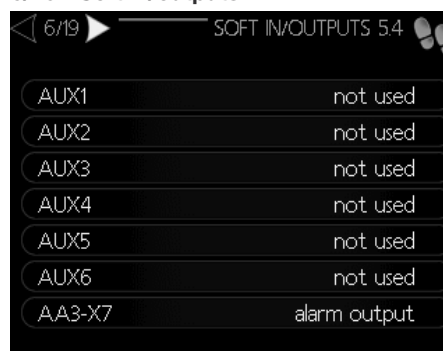 6/19 SOFT IN/OUTPUTS 5.4
AUX1 not used
AUX2 not used
AUX3 not used
AUX4 not used
AUX5 not used
AUX6 not used
AA3-X7 alarm output